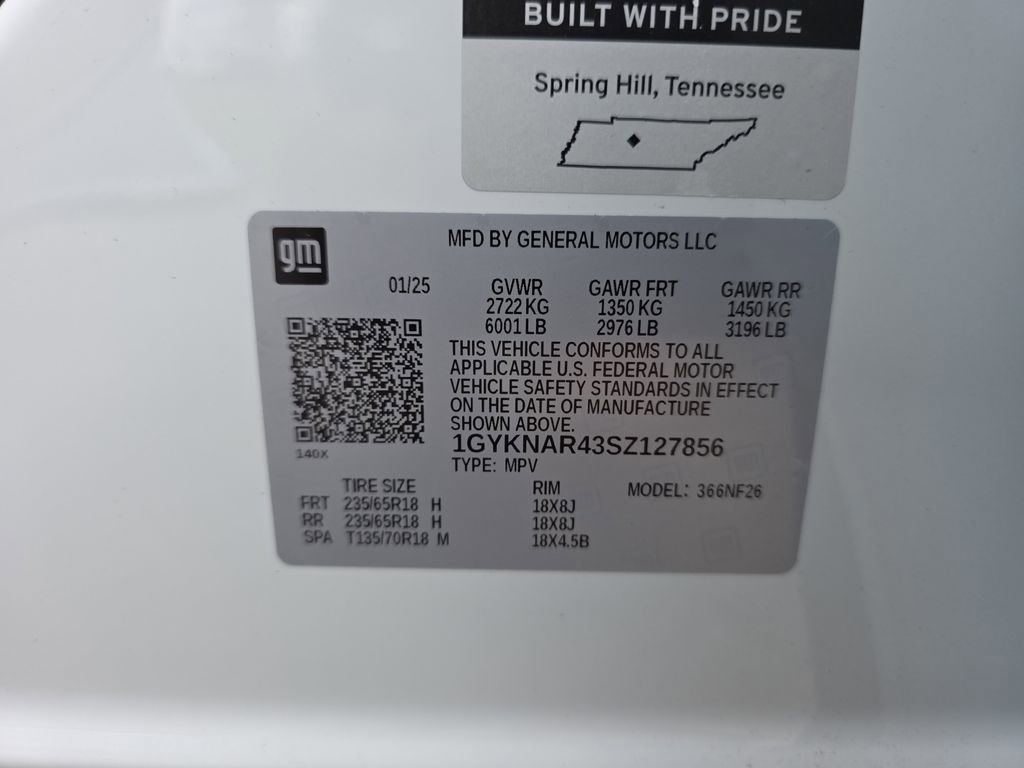 BUILT WITH PRIDE
Spring Hill, Tennessee
gm
MFD BY GENERAL MOTORS LLC
01/25
GVWR GAWR FRT GAWR RR
2722 KG 1350 KG 1450 KG
6001 LB 2976 LB 3196 LB
THIS VEHICLE CONFORMS TO ALL
APPLICABLE U.S. FEDERAL MOTOR
VEHICLE SAFETY STANDARDS IN EFFECT
ON THE DATE OF MANUFACTURE
SHOWN ABOVE.
1GYKNAR43SZ127856
140X
TYPE: MPV
TIRE SIZE RIM MODEL: 366NF26
FRT 235/65R18 H 18X8J
RR 235/65R18 H 18X8J
SPA T135/70R18 M 18X4.5B